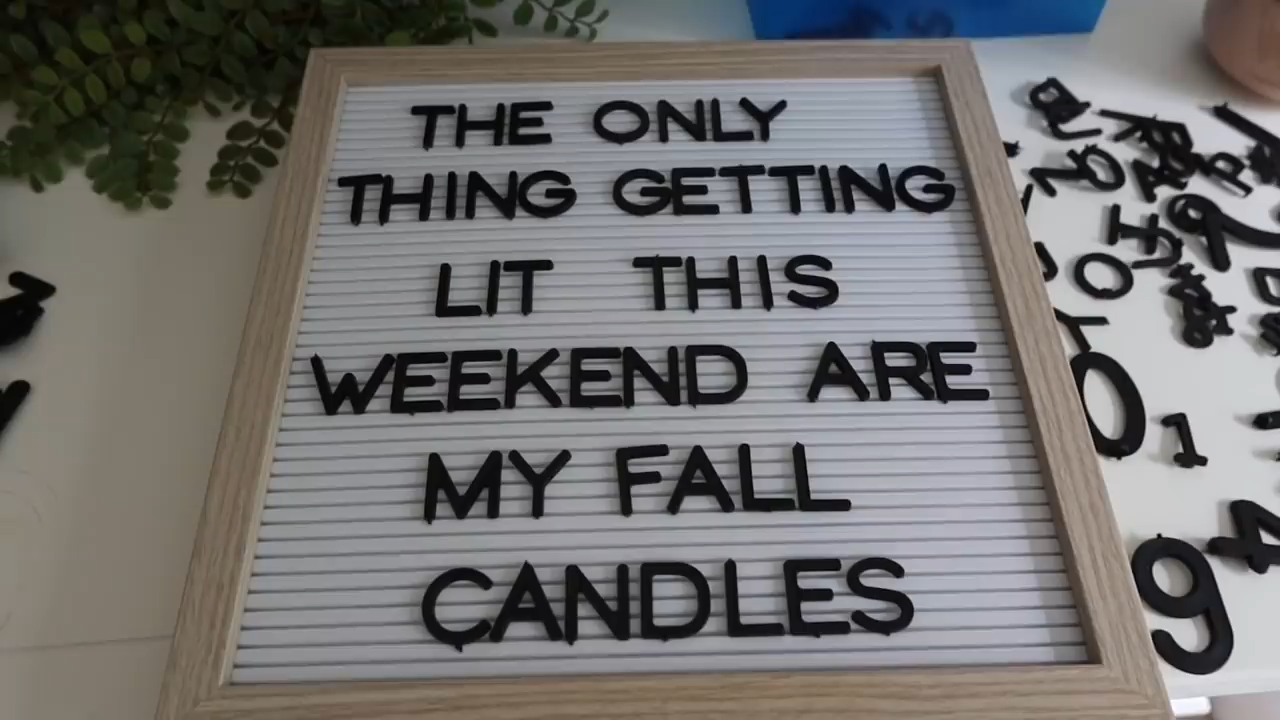 THE ONLY
THING GETTING
LIT THIS
WEEKEND ARE
MY FALL
CANDLES